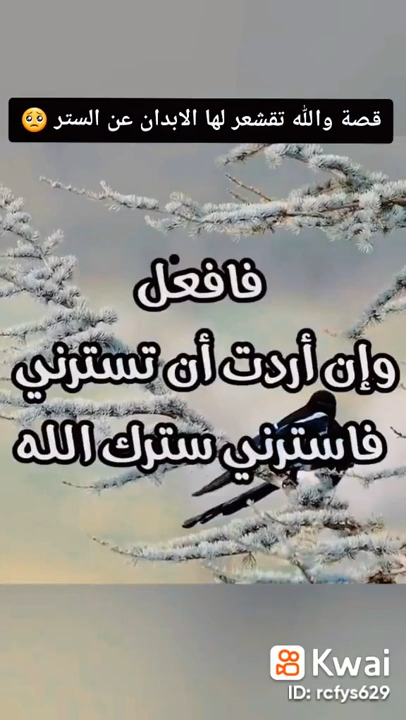 قصة والله تقشعر لها الابدان عن الستر 🥺
فافعل
وإن أردت أن تسترني
فاسترني سترك الله
Kwai
ID: rcfys629